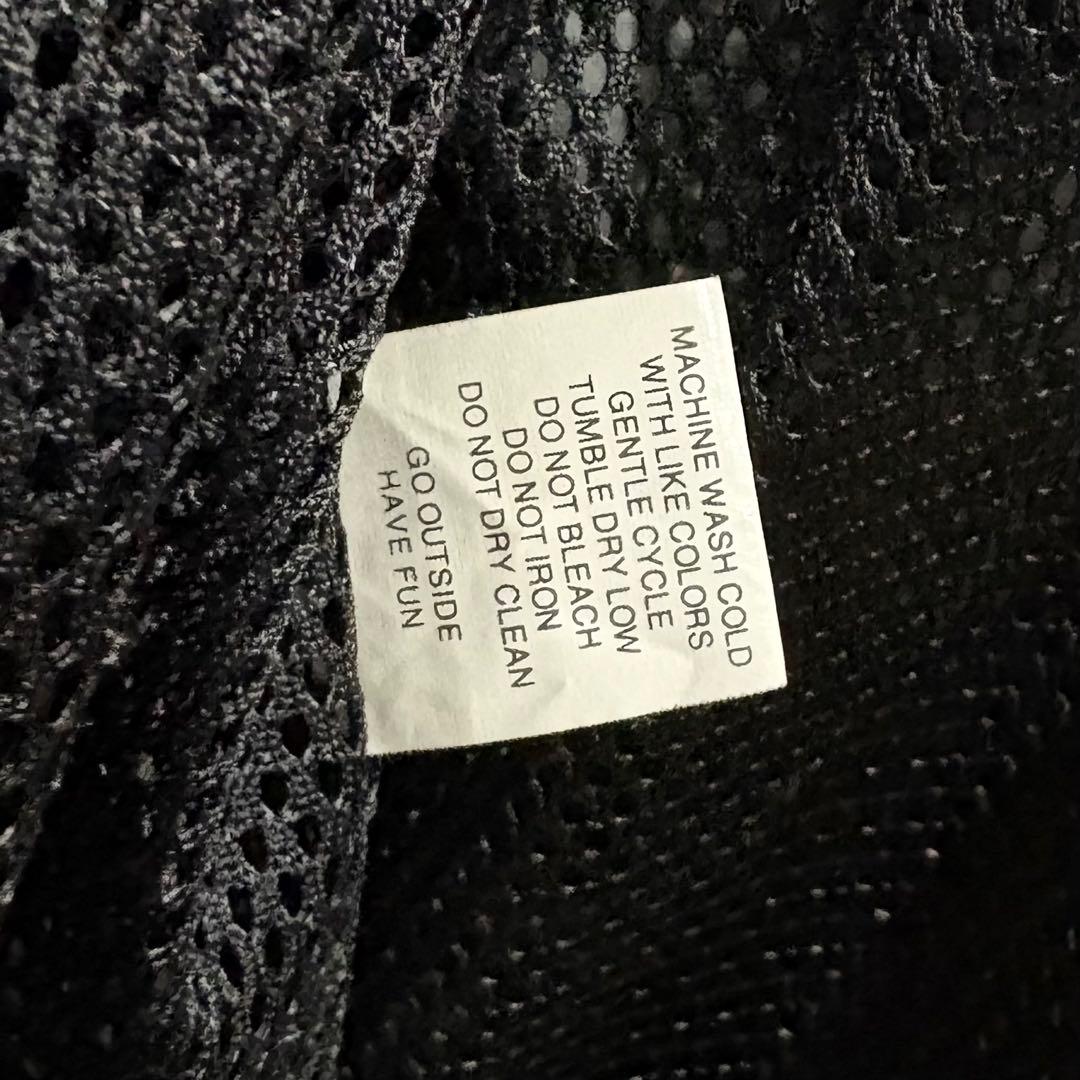 MACHINE WASH COLD
WITH LIKE COLORS
GENTLE CYCLE
TUMBLE DRY LOW
DO NOT BLEACH
DO NOT IRON
DO NOT DRY CLEAN
GO OUTSIDE
HAVE FUN